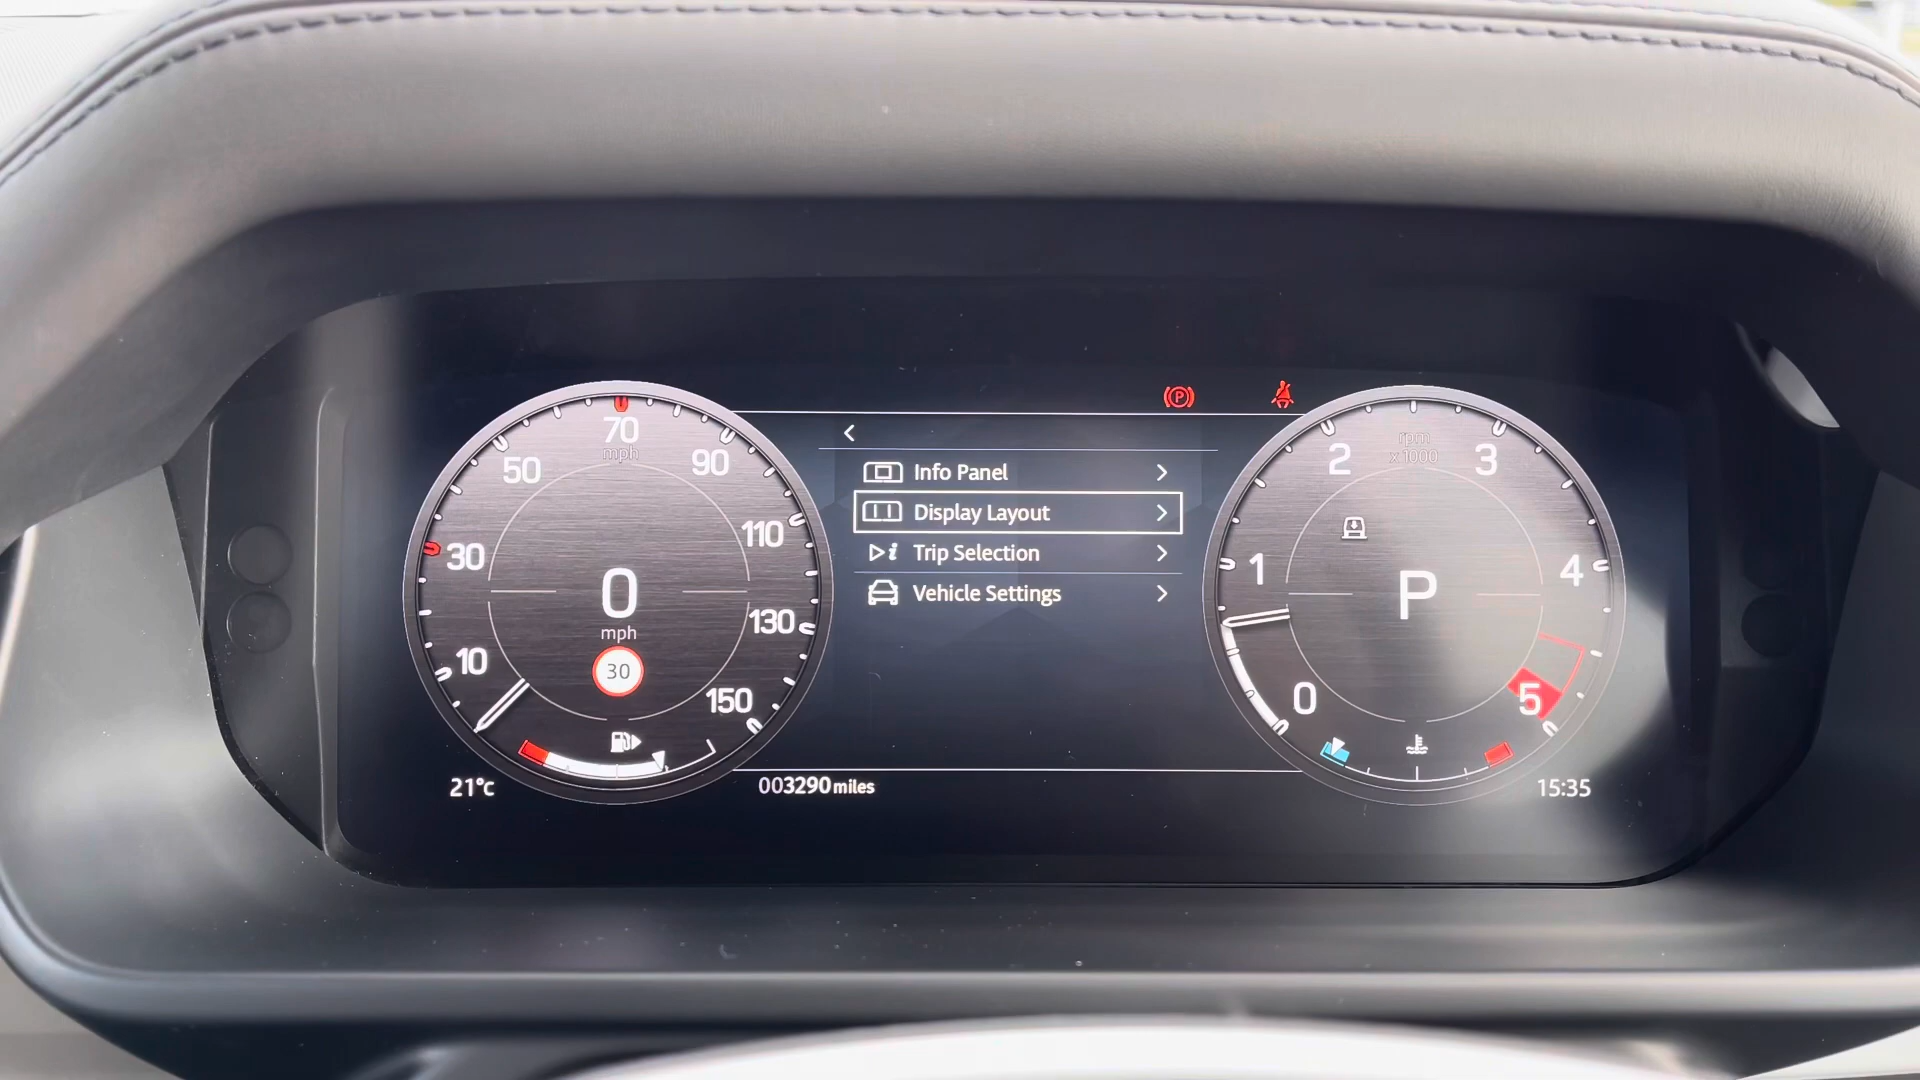 70
mph
50
90
30
110
0
mph
130
10
30
150
21°c
003290 miles
Info Panel
Display Layout
Trip Selection
Vehicle Settings
P
rpm
x1000
2
3
1
4
P
0
5
15:35